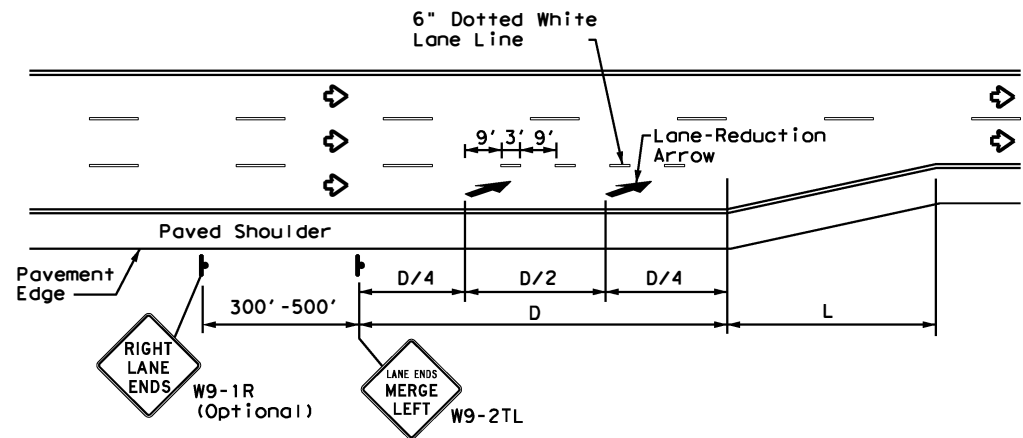 6" Dotted White
Lane Line
9' 3' 9'
Lane-Reduction
Arrow
Paved Shoulder
Pavement
Edge
D/4 D/2 D/4
300'-500' D L
RIGHT
LANE
ENDS
W9-1R
(Optional)
LANE ENDS
MERGE
LEFT
W9-2TL